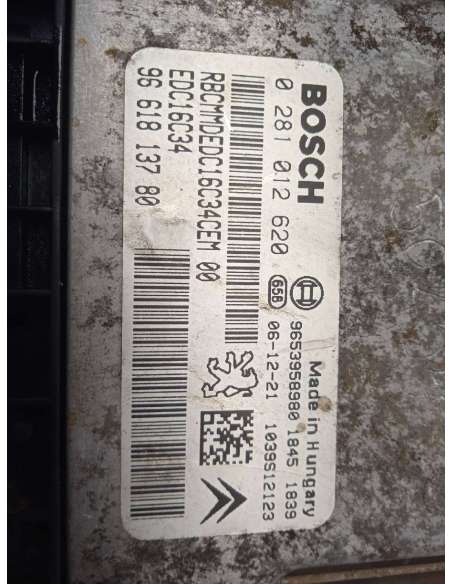 BOSCH
Made in Hungary
0 281 012 620
658
9653958980 1845 1839
06-12-21 1039S12123
RBCMMDEDC16C34CEM 00
EDC16C34
96 618 137 80